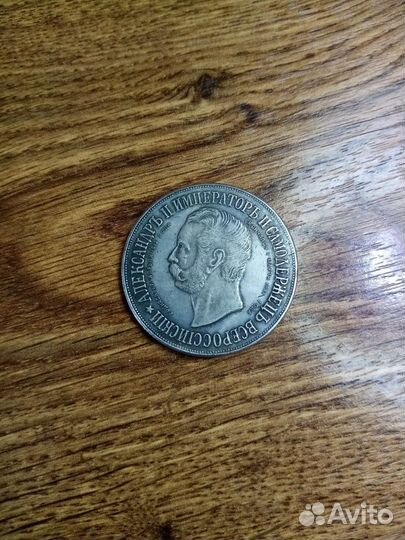 АЛЕКСАНДРЪ II ИМПЕРАТОРЪ И САМОДЕРЖЕЦЪ ВСЕРОССІЙСКІЙ
Avito